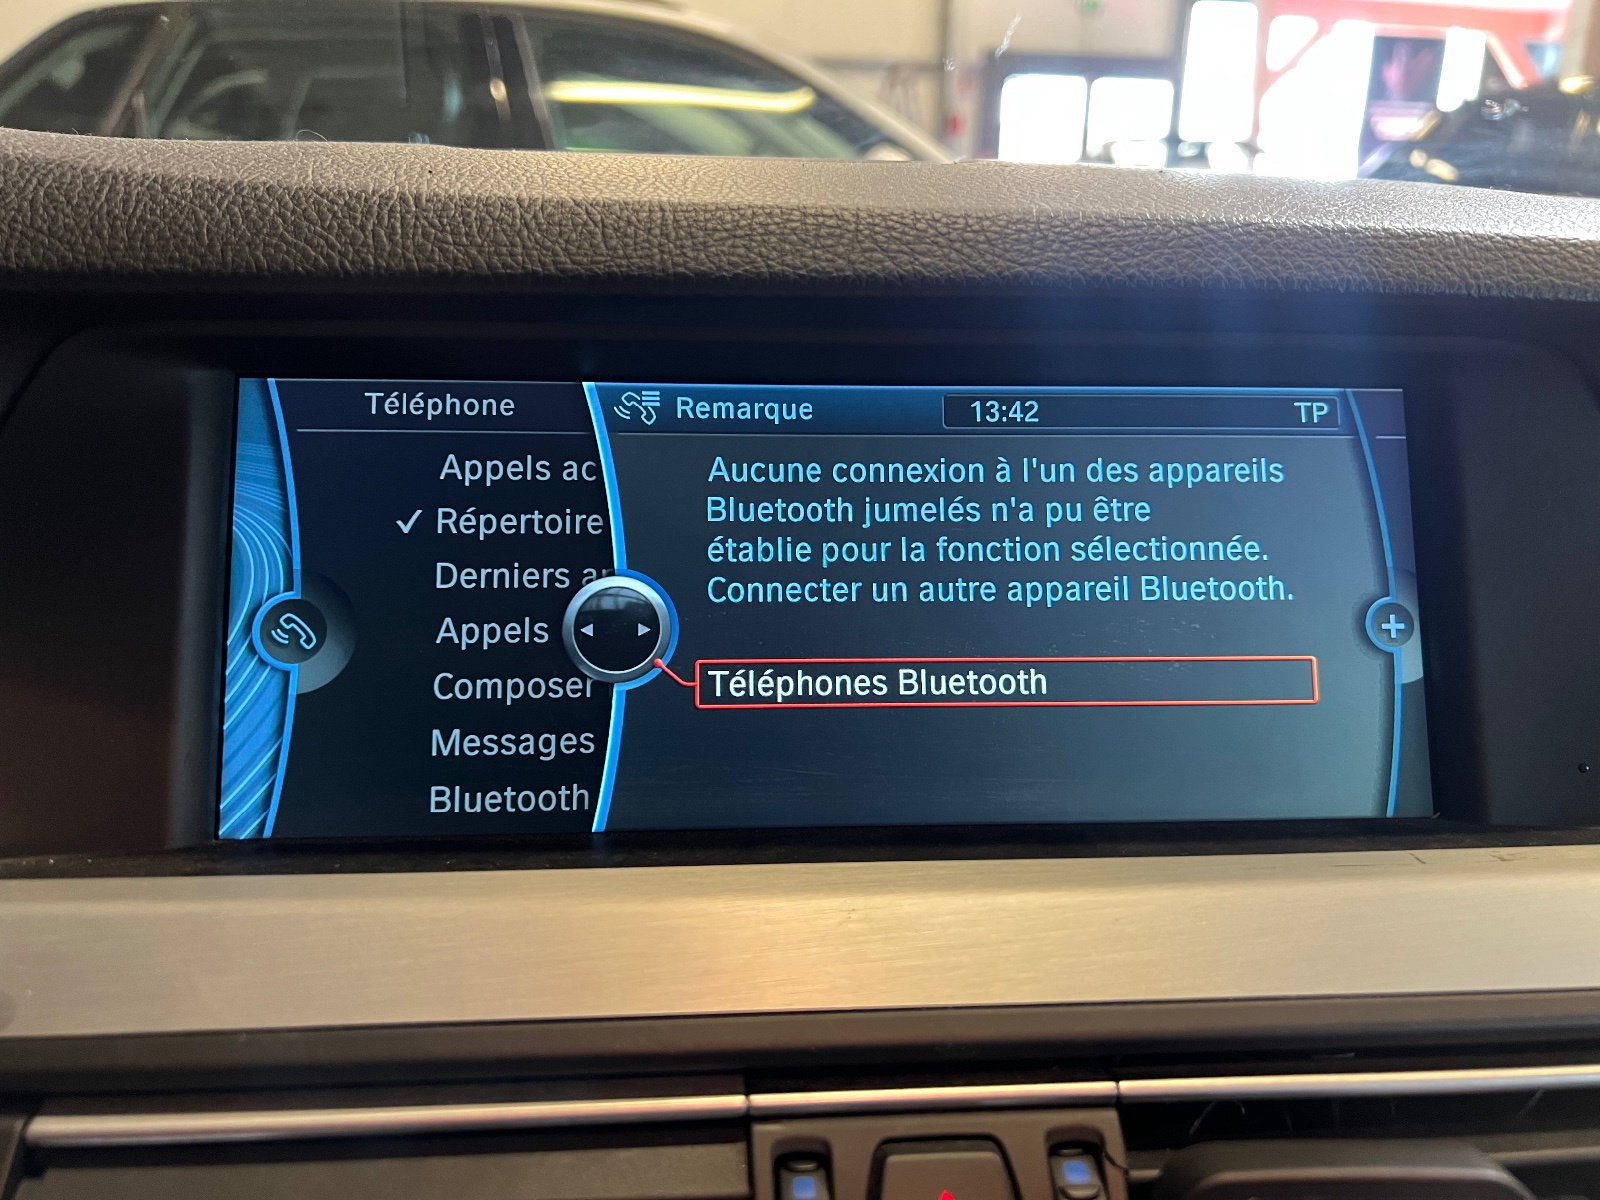 Téléphone
Appels ac
✓ Répertoire
Derniers
Appels
Composer
Messages
Bluetooth
Remarque
13:42
TP
Aucune connexion à l'un des appareils
Bluetooth jumelés n'a pu être
établie pour la fonction sélectionnée.
Connecter un autre appareil Bluetooth.
Téléphones Bluetooth